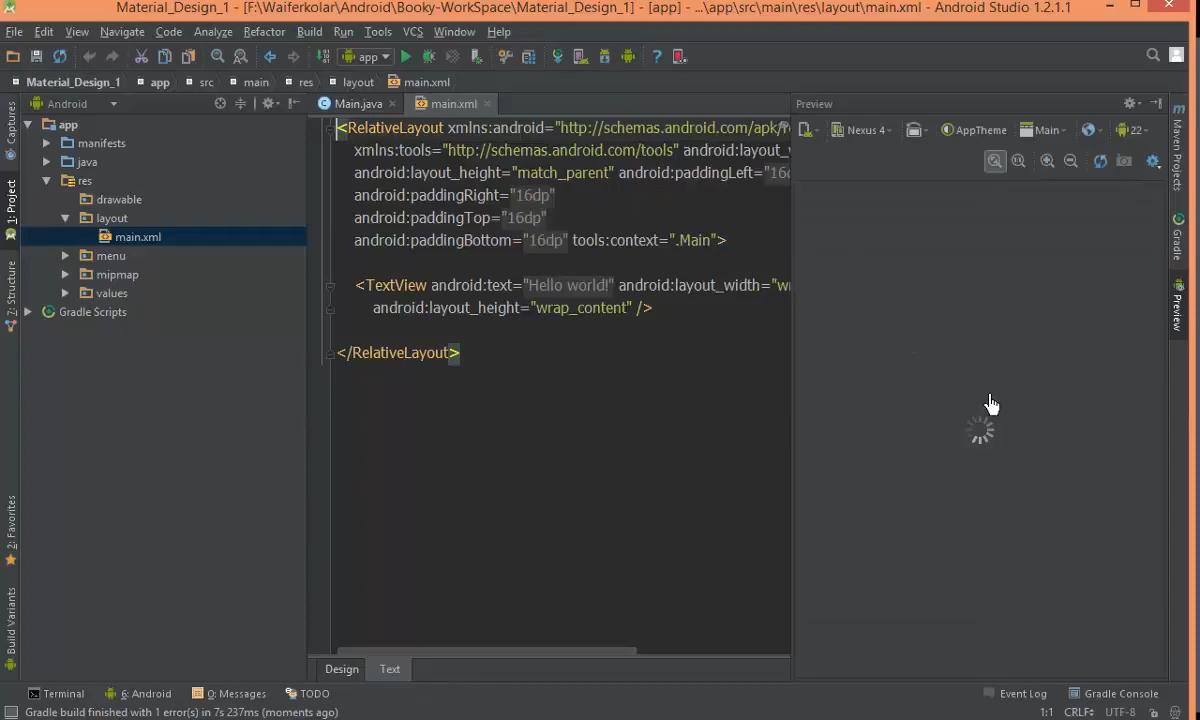 Material_Design_1 - [F:\Waiferkolar\Android\Booky-WorkSpace\Material_Design_1] - [app] - ...\app\src\main\res\layout\main.xml - Android Studio 1.2.1.1
File Edit View Navigate Code Analyze Refactor Build Run Tools VCS Window Help
app
Material_Design_1 app src main res layout main.xml
Android Main.java main.xml Preview
app
manifests
java
res
drawable
layout
main.xml
menu
mipmap
values
Gradle Scripts
<RelativeLayout xmlns:android="http://schemas.android.com/apk/r
xmlns:tools="http://schemas.android.com/tools" android:layout_w
android:layout_height="match_parent" android:paddingLeft="16d
android:paddingRight="16dp"
android:paddingTop="16dp"
android:paddingBottom="16dp" tools:context=".Main">
<TextView android:text="Hello world!" android:layout_width="wr
android:layout_height="wrap_content" />
</RelativeLayout>
Nexus 4 AppTheme Main 22
Captures
1: Project
2: Structure
2: Favorites
Build Variants
Maven Projects
Gradle
Preview
Design Text
Terminal 6: Android 0: Messages TODO Event Log Gradle Console
Gradle build finished with 1 error(s) in 7s 237ms (moments ago) 1:1 CRLF UTF-8